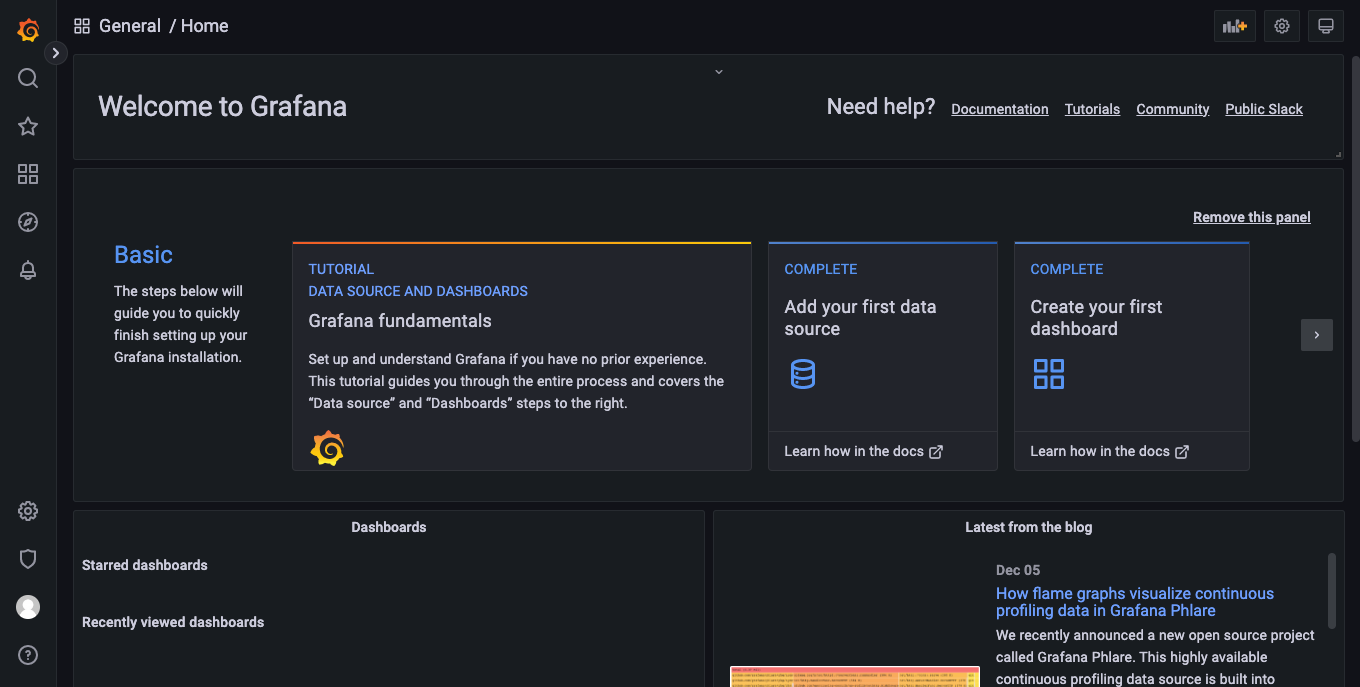 General / Home
Welcome to Grafana
Need help? Documentation Tutorials Community Public Slack
Remove this panel
Basic
The steps below will
guide you to quickly
finish setting up your
Grafana installation.
TUTORIAL
DATA SOURCE AND DASHBOARDS
Grafana fundamentals
Set up and understand Grafana if you have no prior experience.
This tutorial guides you through the entire process and covers the
“Data source” and “Dashboards” steps to the right.
COMPLETE
Add your first data
source
Learn how in the docs
COMPLETE
Create your first
dashboard
Learn how in the docs
Dashboards
Starred dashboards
Recently viewed dashboards
Latest from the blog
Dec 05
How flame graphs visualize continuous
profiling data in Grafana Phlare
We recently announced a new open source project
called Grafana Phlare. This highly available
continuous profiling data source is built into